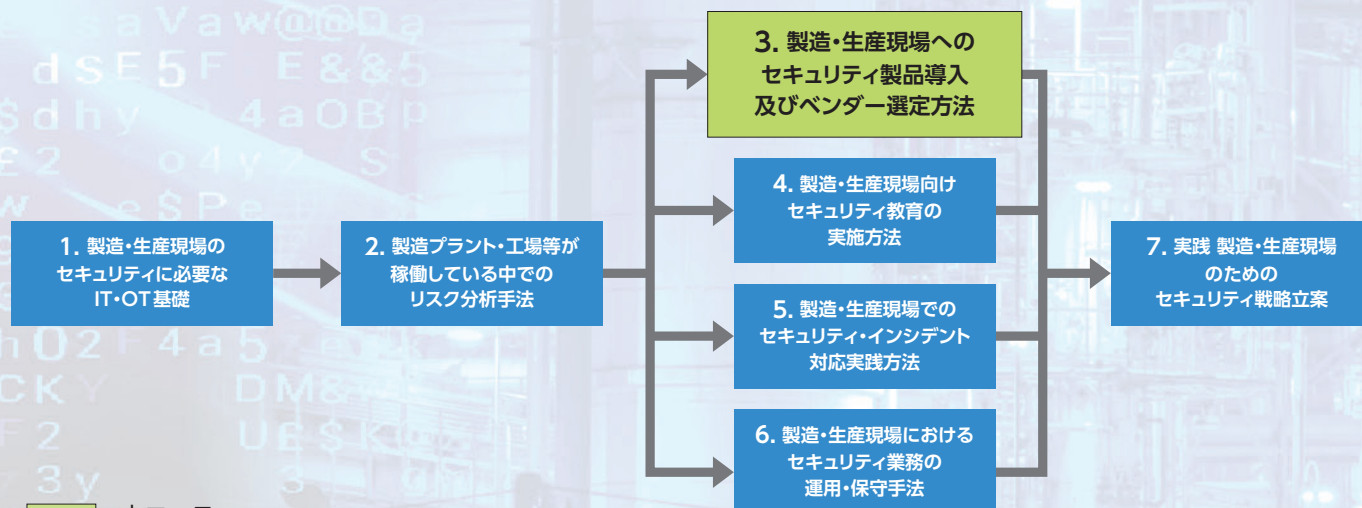 1. 製造・生産現場の
セキュリティに必要な
IT・OT基礎
2. 製造プラント・工場等が
稼働している中での
リスク分析手法
3. 製造・生産現場への
セキュリティ製品導入
及びベンダー選定方法
4. 製造・生産現場向け
セキュリティ教育の
実施方法
5. 製造・生産現場での
セキュリティ・インシデント
対応実践方法
6. 製造・生産現場における
セキュリティ業務の
運用・保守手法
7. 実践 製造・生産現場
のための
セキュリティ戦略立案